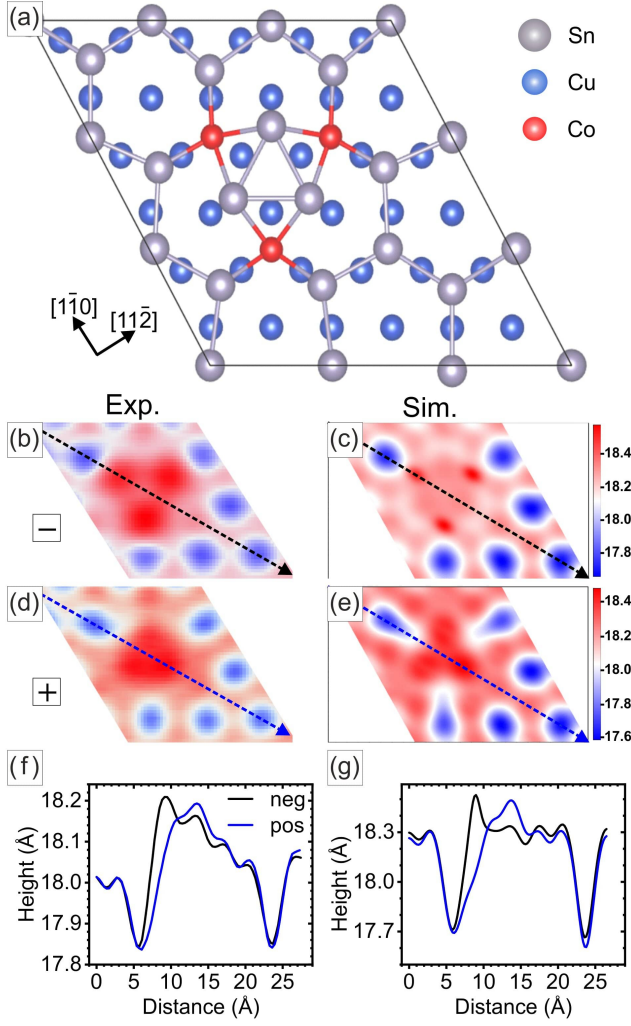 (a)
Sn
Cu
Co
[11̄0]
[112̄]
Exp.
Sim.
(b)
(c)
18.4
18.2
18.0
17.8
−
(d)
(e)
18.4
18.2
18.0
17.8
17.6
+
(f)
(g)
neg
pos
18.2
18.1
18.0
17.9
17.8
Height (Å)
0 5 10 15 20 25
Distance (Å)
18.3
18.0
17.7
Height (Å)
0 5 10 15 20 25
Distance (Å)